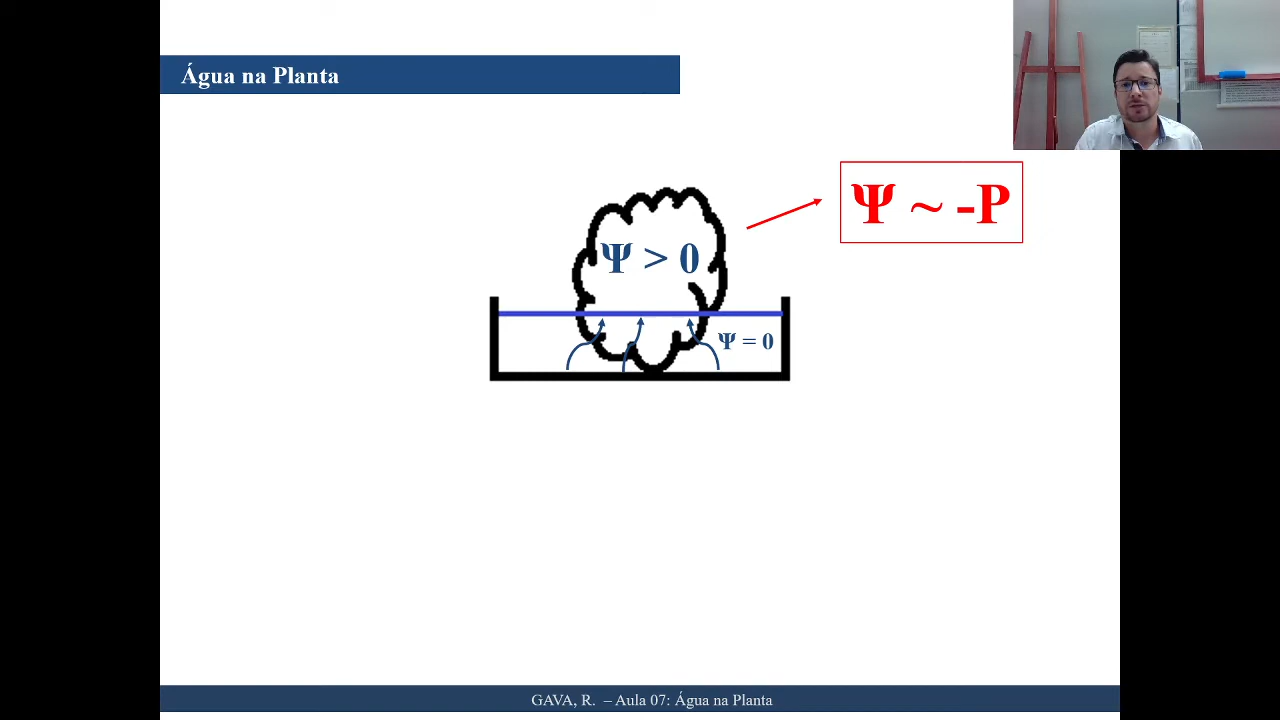 Água na Planta
Ψ ~ -P
Ψ > 0
Ψ = 0
GAVA, R. – Aula 07: Água na Planta